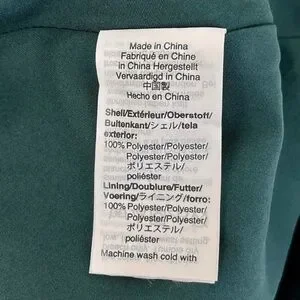 Made in China
Fabriqué en Chine
in China Hergestellt
Vervaardigd in China
中国製
Hecho en China
Shell/Extérieur/Oberstoff/
Buitenkant/シェル/tela
exterior:
100% Polyester/Polyester/
Polyester/Polyester/
ポリエステル/
poliéster
Lining/Doublure/Futter/
Voering/ライニング/forro:
100% Polyester/Polyester/
Polyester/Polyester/
ポリエステル/
poliéster
Machine wash cold with